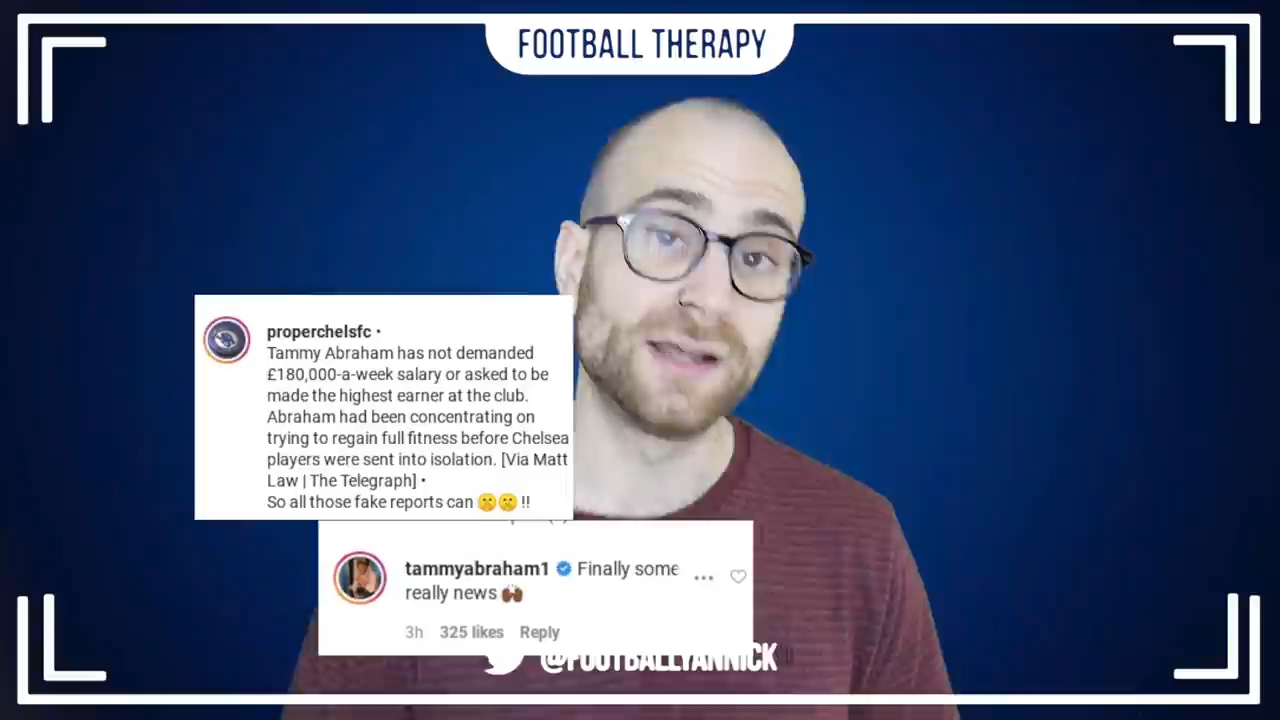 FOOTBALL THERAPY
properchelsfc •
Tammy Abraham has not demanded
£180,000-a-week salary or asked to be
made the highest earner at the club.
Abraham had been concentrating on
trying to regain full fitness before Chelsea
players were sent into isolation. [Via Matt
Law | The Telegraph] •
So all those fake reports can 🤫🤫 !!
tammyabraham1 Finally some
really news 🙌🏿
3h 325 likes Reply
@FOOTBALLYANNICK